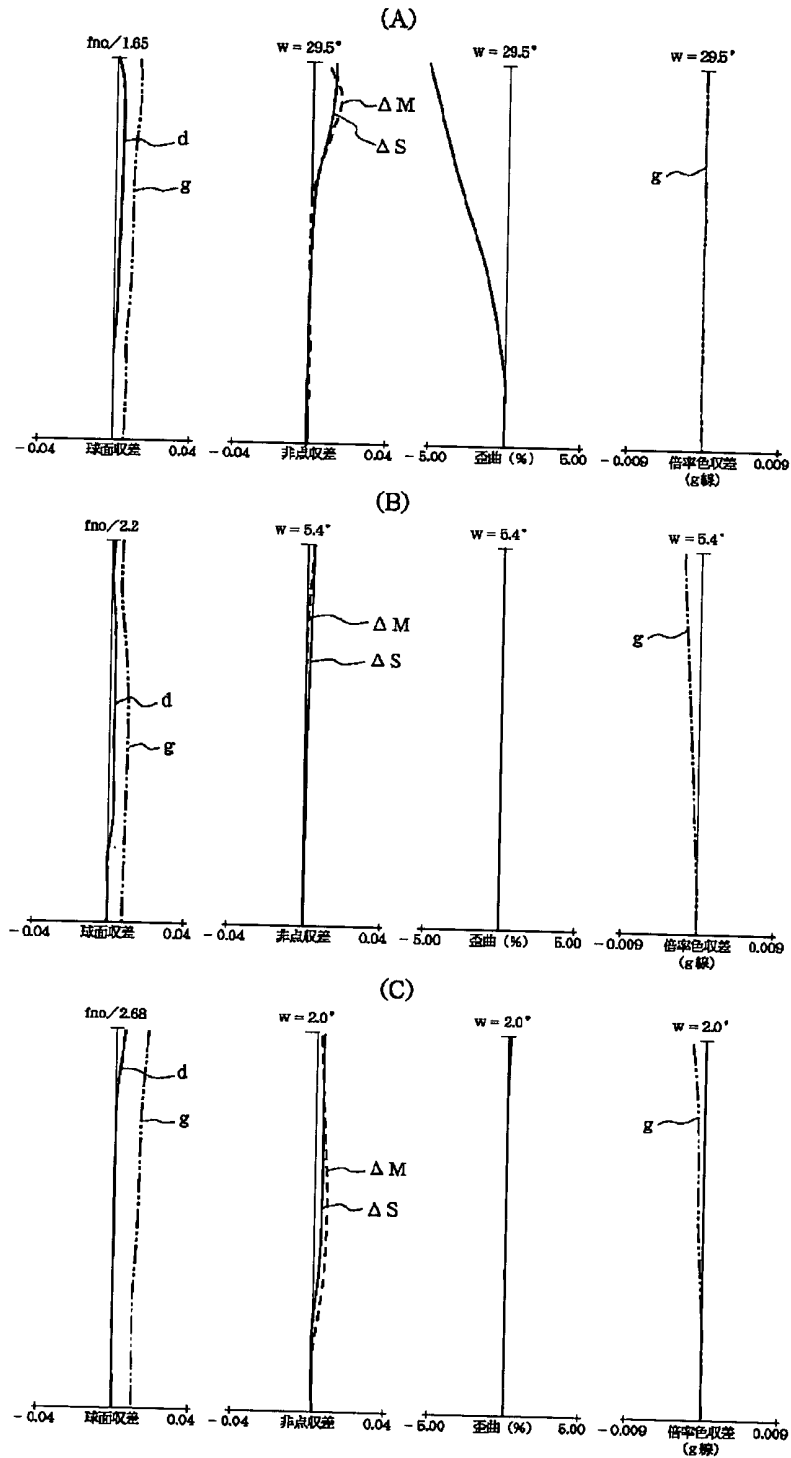 (A)
fno/1.65
w = 29.5°
w = 29.5°
w = 29.5°
d
g
ΔM
ΔS
g
-0.04
球面収差
0.04
-0.04
非点収差
0.04
-5.00
歪曲 (%)
5.00
-0.009
倍率色収差
(g線)
0.009
(B)
fno/2.2
w = 5.4°
w = 5.4°
w = 5.4°
d
g
ΔM
ΔS
g
-0.04
球面収差
0.04
-0.04
非点収差
0.04
-5.00
歪曲 (%)
5.00
-0.009
倍率色収差
(g線)
0.009
(C)
fno/2.68
w = 2.0°
w = 2.0°
w = 2.0°
d
g
ΔM
ΔS
g
-0.04
球面収差
0.04
-0.04
非点収差
0.04
-5.00
歪曲 (%)
5.00
-0.009
倍率色収差
(g線)
0.009